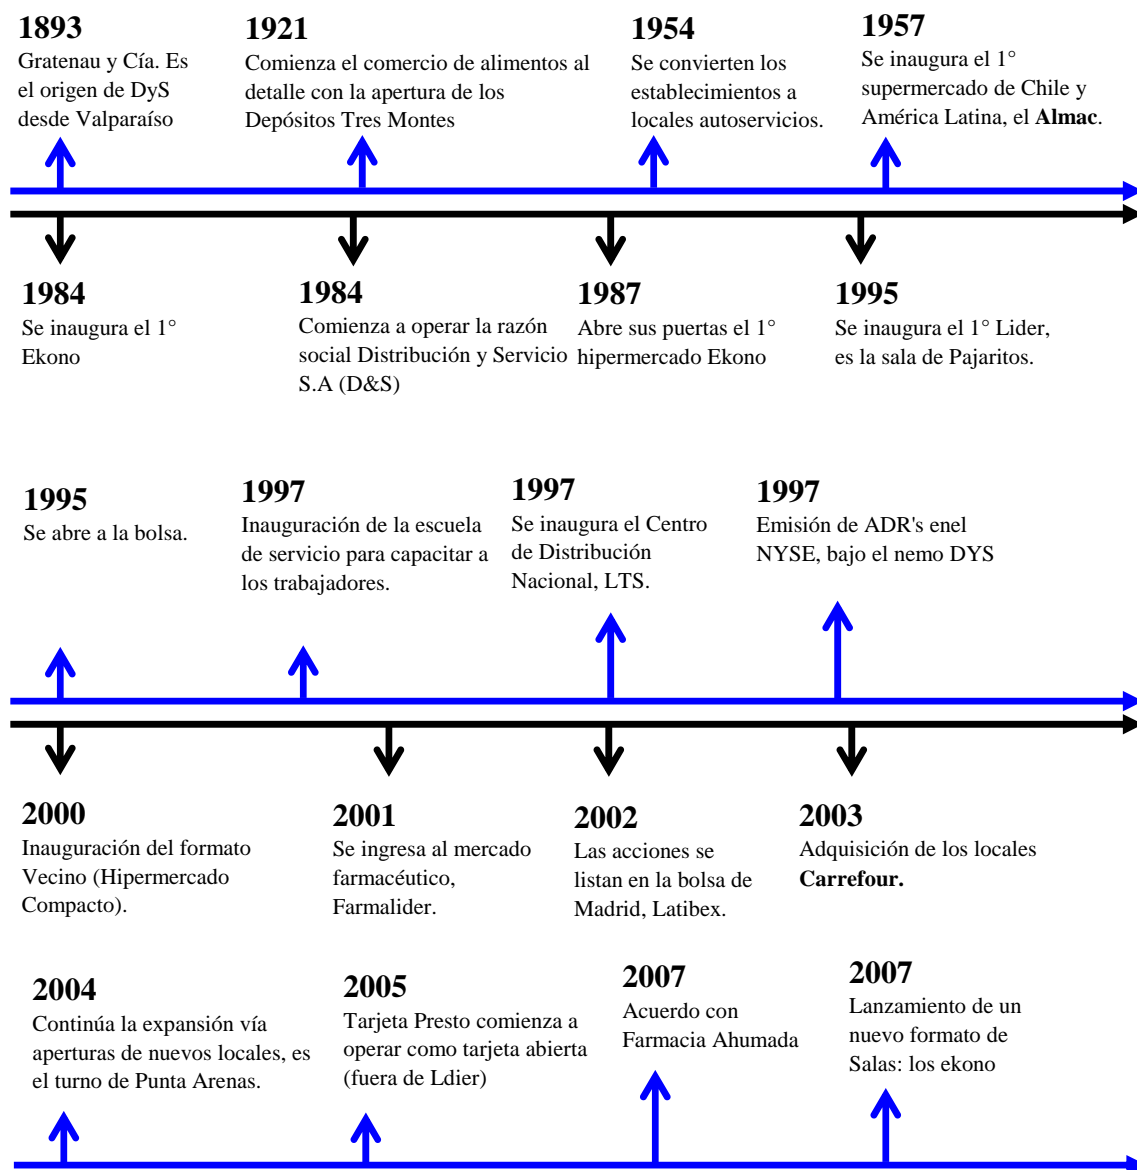 1893
Gratenau y Cía. Es
el origen de DyS
desde Valparaíso
1921
Comienza el comercio de alimentos al
detalle con la apertura de los
Depósitos Tres Montes
1954
Se convierten los
establecimientos a
locales autoservicios.
1957
Se inaugura el 1°
supermercado de Chile y
América Latina, el Almac.
1984
Se inaugura el 1°
Ekono
1984
Comienza a operar la razón
social Distribución y Servicio
S.A (D&S)
1987
Abre sus puertas el 1°
hipermercado Ekono
1995
Se inaugura el 1° Lider,
es la sala de Pajaritos.
1995
Se abre a la bolsa.
1997
Inauguración de la escuela
de servicio para capacitar a
los trabajadores.
1997
Se inaugura el Centro
de Distribución
Nacional, LTS.
1997
Emisión de ADR's enel
NYSE, bajo el nemo DYS
2000
Inauguración del formato
Vecino (Hipermercado
Compacto).
2001
Se ingresa al mercado
farmacéutico,
Farmalider.
2002
Las acciones se
listan en la bolsa de
Madrid, Latibex.
2003
Adquisición de los locales
Carrefour.
2004
Continúa la expansión vía
aperturas de nuevos locales, es
el turno de Punta Arenas.
2005
Tarjeta Presto comienza a
operar como tarjeta abierta
(fuera de Ldier)
2007
Acuerdo con
Farmacia Ahumada
2007
Lanzamiento de un
nuevo formato de
Salas: los ekono